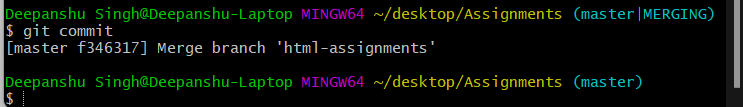 Deepanshu Singh@Deepanshu-Laptop MINGW64 ~/desktop/Assignments (master|MERGING)
$ git commit
[master f346317] Merge branch 'html-assignments'
Deepanshu Singh@Deepanshu-Laptop MINGW64 ~/desktop/Assignments (master)
$